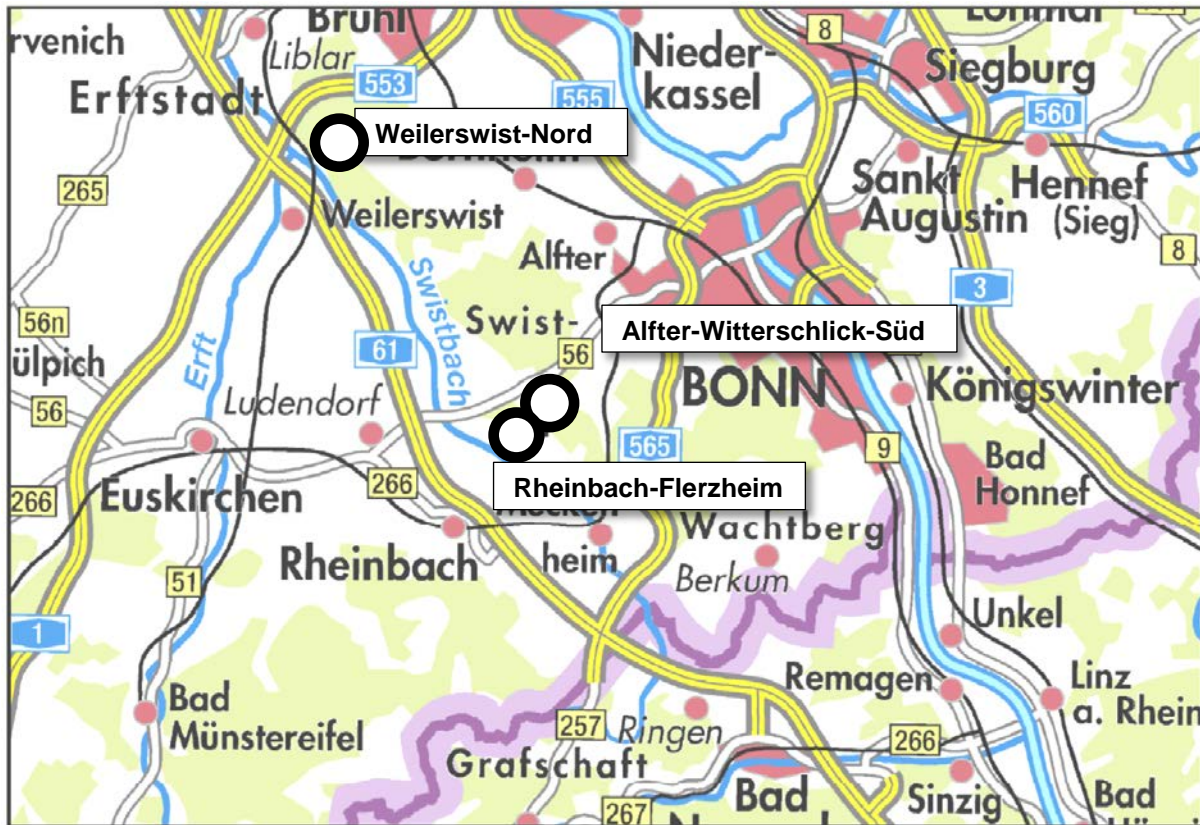 rvenich
Brühl
Liblar
Erftstadt
553
555
Nieder-
kassel
8
Siegburg
560
Weilerswist-Nord
265
Weilerswist
Alfter
Sankt
Augustin
Hennef
(Sieg)
8
3
56n
ülpich
56
Erft
61
Swistbach
Swist-
56
Alfter-Witterschlick-Süd
BONN
Königswinter
Ludendorf
266
Euskirchen
266
565
9
Bad
Honnef
Rheinbach-Flerzheim
Rheinbach
heim
Wachtberg
Berkum
51
1
Unkel
Bad
Münstereifel
Remagen
Linz
a. Rhein
257
Ringen
Grafschaft
266
267
Bad
Sinzig
Bad